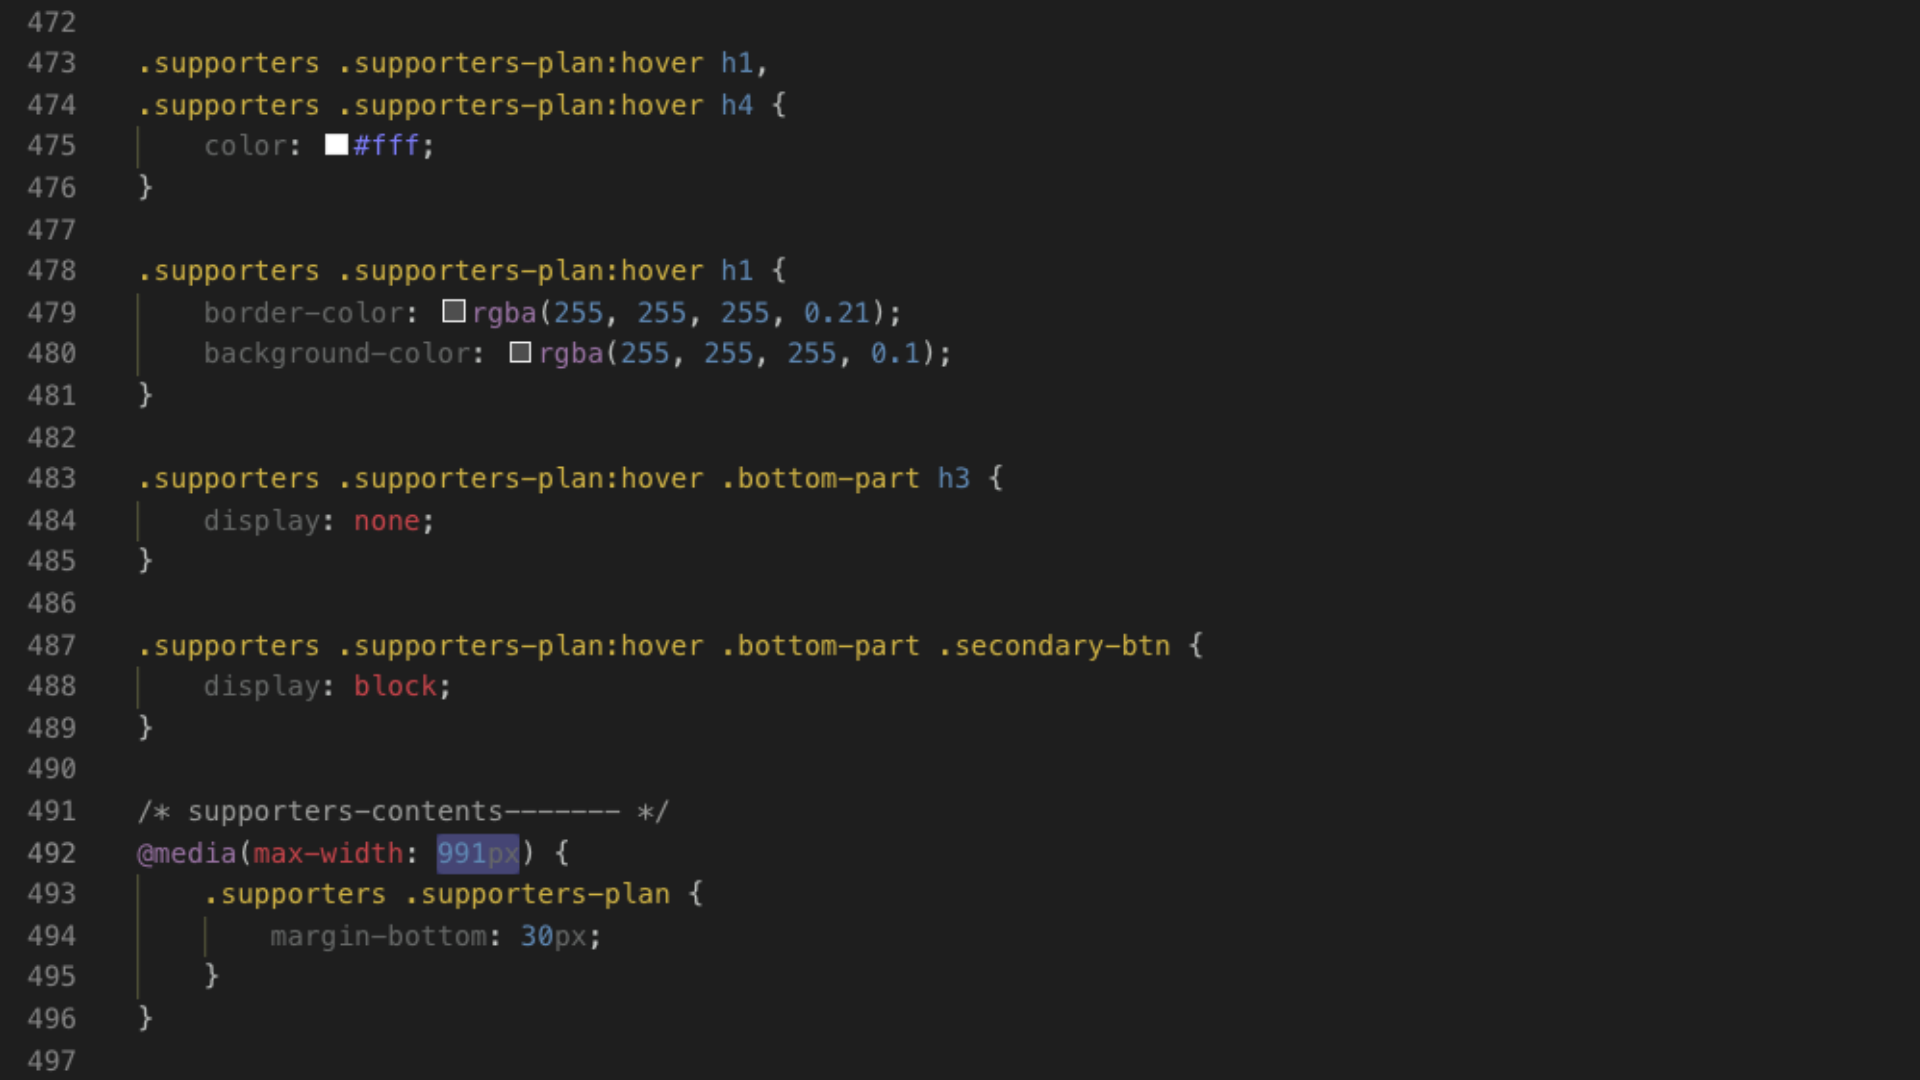 472
473 .supporters .supporters-plan:hover h1,
474 .supporters .supporters-plan:hover h4 {
475     color: #fff;
476 }
477
478 .supporters .supporters-plan:hover h1 {
479     border-color: rgba(255, 255, 255, 0.21);
480     background-color: rgba(255, 255, 255, 0.1);
481 }
482
483 .supporters .supporters-plan:hover .bottom-part h3 {
484     display: none;
485 }
486
487 .supporters .supporters-plan:hover .bottom-part .secondary-btn {
488     display: block;
489 }
490
491 /* supporters-contents------- */
492 @media(max-width: 991px) {
493     .supporters .supporters-plan {
494         margin-bottom: 30px;
495     }
496 }
497